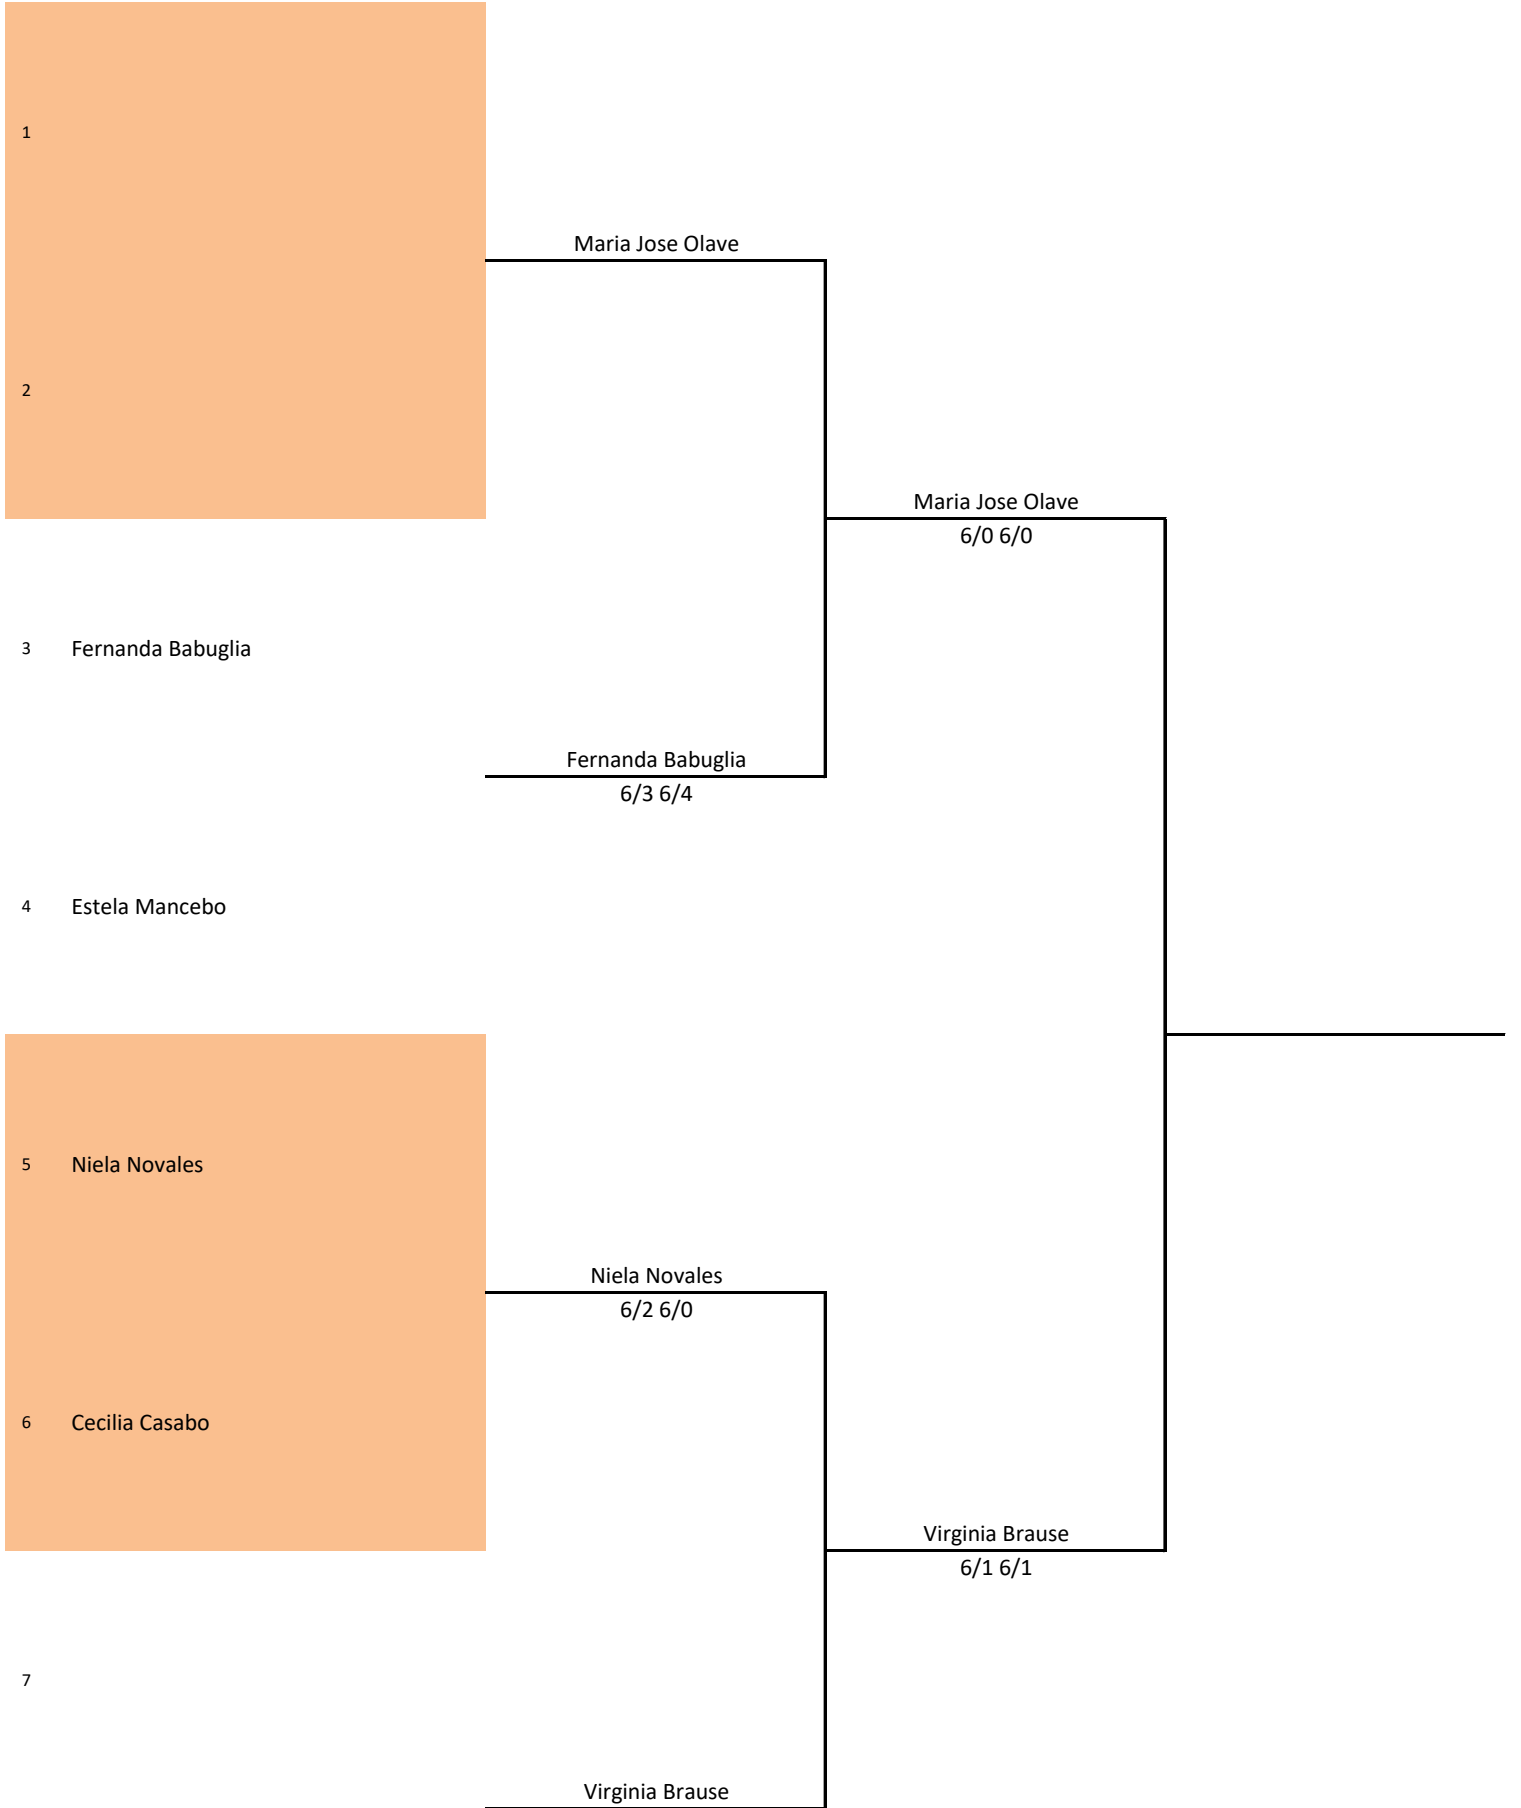 1
Maria Jose Olave
2
Maria Jose Olave
6/0 6/0
3 Fernanda Babuglia
Fernanda Babuglia
6/3 6/4
4 Estela Mancebo
5 Niela Novales
Niela Novales
6/2 6/0
6 Cecilia Casabo
Virginia Brause
6/1 6/1
7
Virginia Brause